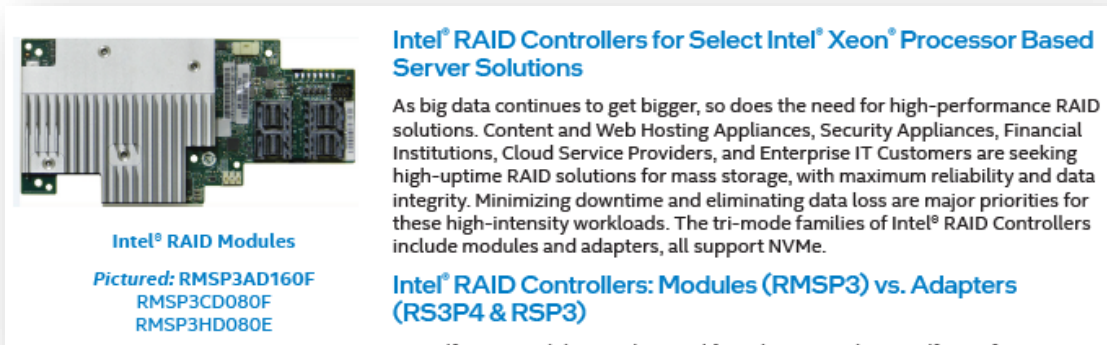 Intel® RAID Controllers for Select Intel® Xeon® Processor Based
Server Solutions
As big data continues to get bigger, so does the need for high-performance RAID
solutions. Content and Web Hosting Appliances, Security Appliances, Financial
Institutions, Cloud Service Providers, and Enterprise IT Customers are seeking
high-uptime RAID solutions for mass storage, with maximum reliability and data
integrity. Minimizing downtime and eliminating data loss are major priorities for
these high-intensity workloads. The tri-mode families of Intel® RAID Controllers
include modules and adapters, all support NVMe.
Intel® RAID Controllers: Modules (RMSP3) vs. Adapters
(RS3P4 & RSP3)
Intel® RAID Modules
Pictured: RMSP3AD160F
RMSP3CD080F
RMSP3HD080E